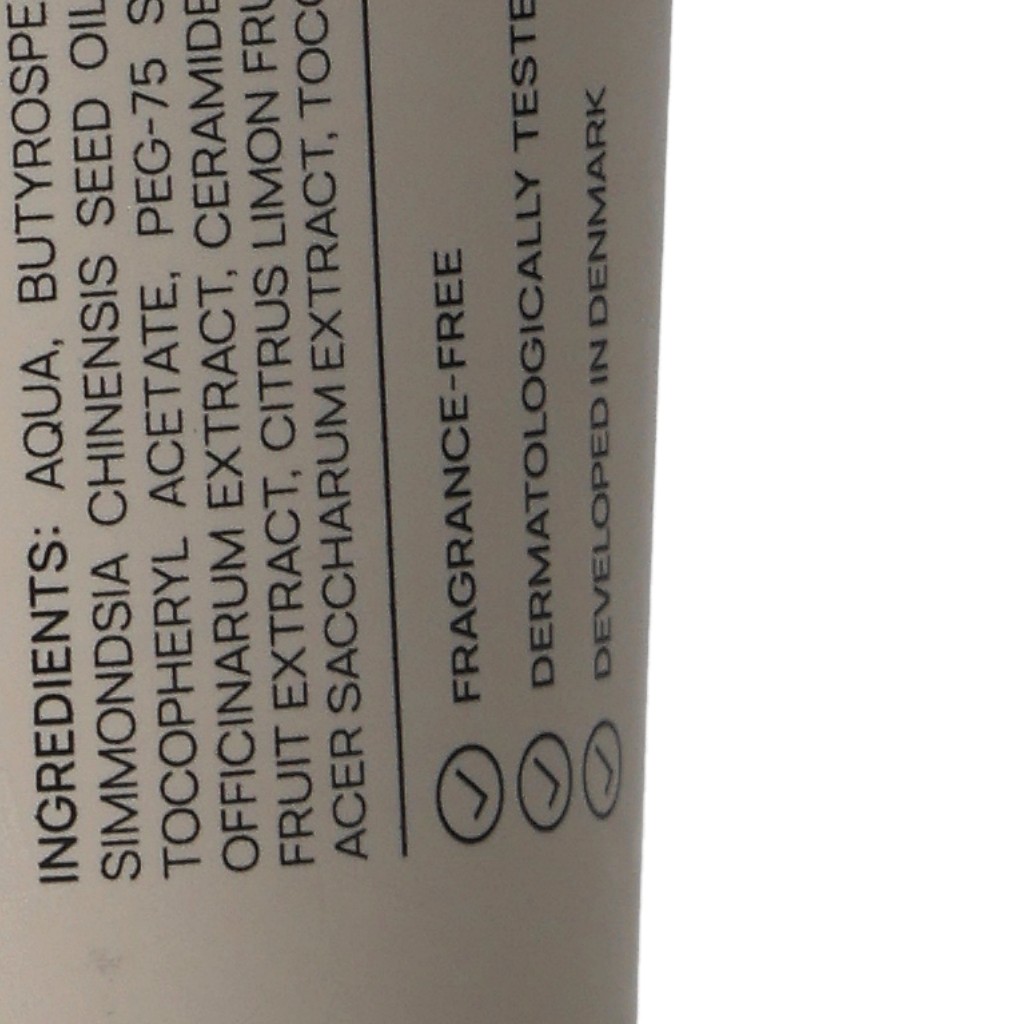 INGREDIENTS: AQUA, BUTYROSPE
SIMMONDSIA CHINENSIS SEED OIL
TOCOPHERYL ACETATE, PEG-75 S
OFFICINARUM EXTRACT, CERAMIDE
FRUIT EXTRACT, CITRUS LIMON FRU
ACER SACCHARUM EXTRACT, TOCO
FRAGRANCE-FREE
DERMATOLOGICALLY TESTE
DEVELOPED IN DENMARK